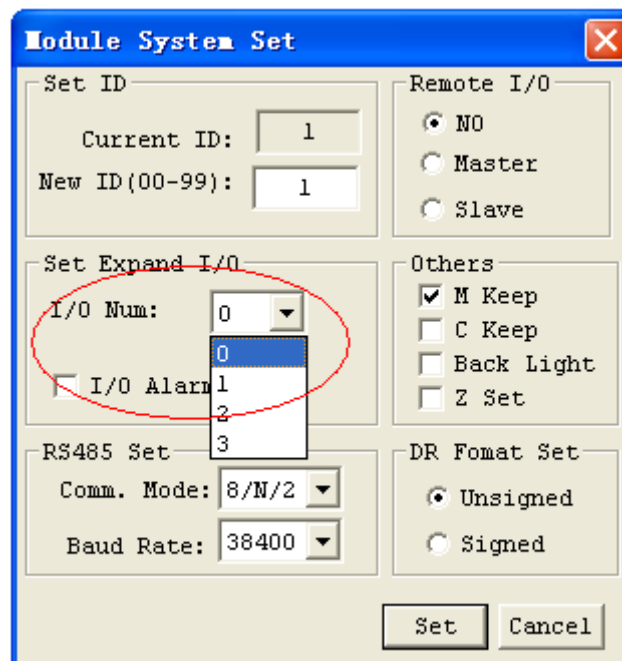 Module System Set
Set ID
Current ID: 1
New ID(00-99): 1
Remote I/O
NO
Master
Slave
Set Expand I/O
I/O Num: 0
0
1
2
3
I/O Alarm
Others
M Keep
C Keep
Back Light
Z Set
RS485 Set
Comm. Mode: 8/N/2
Baud Rate: 38400
DR Fomat Set
Unsigned
Signed
Set
Cancel